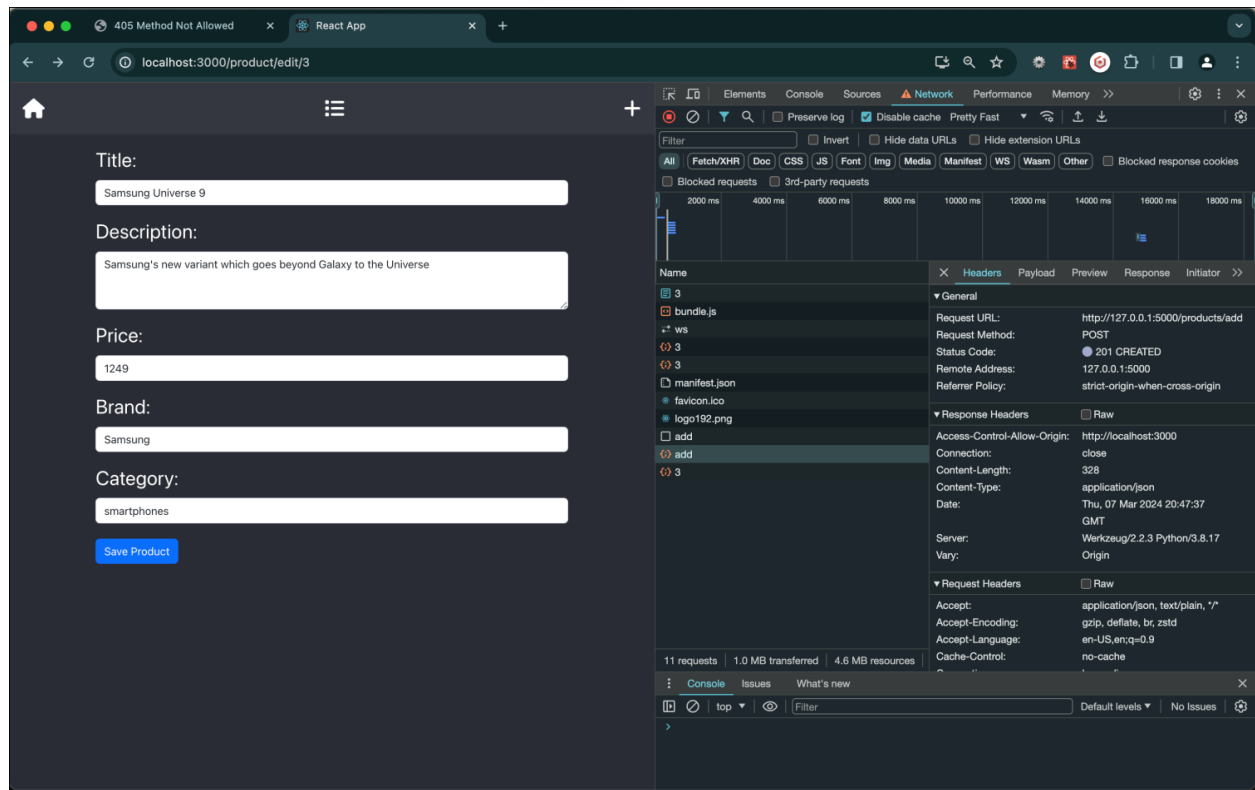 405 Method Not Allowed
React App
localhost:3000/product/edit/3
Title:
Samsung Universe 9
Description:
Samsung's new variant which goes beyond Galaxy to the Universe
Price:
1249
Brand:
Samsung
Category:
smartphones
Save Product
Elements Console Sources Network Performance Memory
Preserve log Disable cache Pretty Fast
Filter Invert Hide data URLs Hide extension URLs
All Fetch/XHR Doc CSS JS Font Img Media Manifest WS Wasm Other Blocked response cookies
Blocked requests 3rd-party requests
2000 ms 4000 ms 6000 ms 8000 ms 10000 ms 12000 ms 14000 ms 16000 ms 18000 ms
Name
3
bundle.js
ws
3
3
manifest.json
favicon.ico
logo192.png
add
add
3
11 requests 1.0 MB transferred 4.6 MB resources
Headers Payload Preview Response Initiator
General
Request URL: http://127.0.0.1:5000/products/add
Request Method: POST
Status Code: 201 CREATED
Remote Address: 127.0.0.1:5000
Referrer Policy: strict-origin-when-cross-origin
Response Headers Raw
Access-Control-Allow-Origin: http://localhost:3000
Connection: close
Content-Length: 328
Content-Type: application/json
Date: Thu, 07 Mar 2024 20:47:37
GMT
Server: Werkzeug/2.2.3 Python/3.8.17
Vary: Origin
Request Headers Raw
Accept: application/json, text/plain, */*
Accept-Encoding: gzip, deflate, br, zstd
Accept-Language: en-US,en;q=0.9
Cache-Control: no-cache
Console Issues What's new
top Filter Default levels No Issues